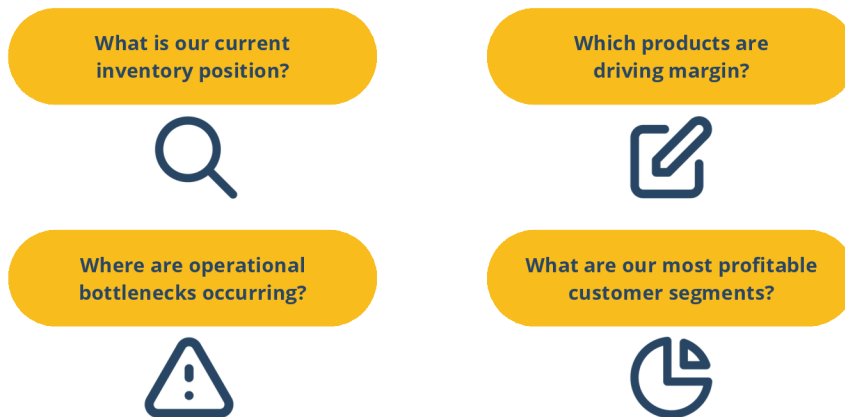 What is our current
inventory position?
Which products are
driving margin?
Where are operational
bottlenecks occurring?
What are our most profitable
customer segments?